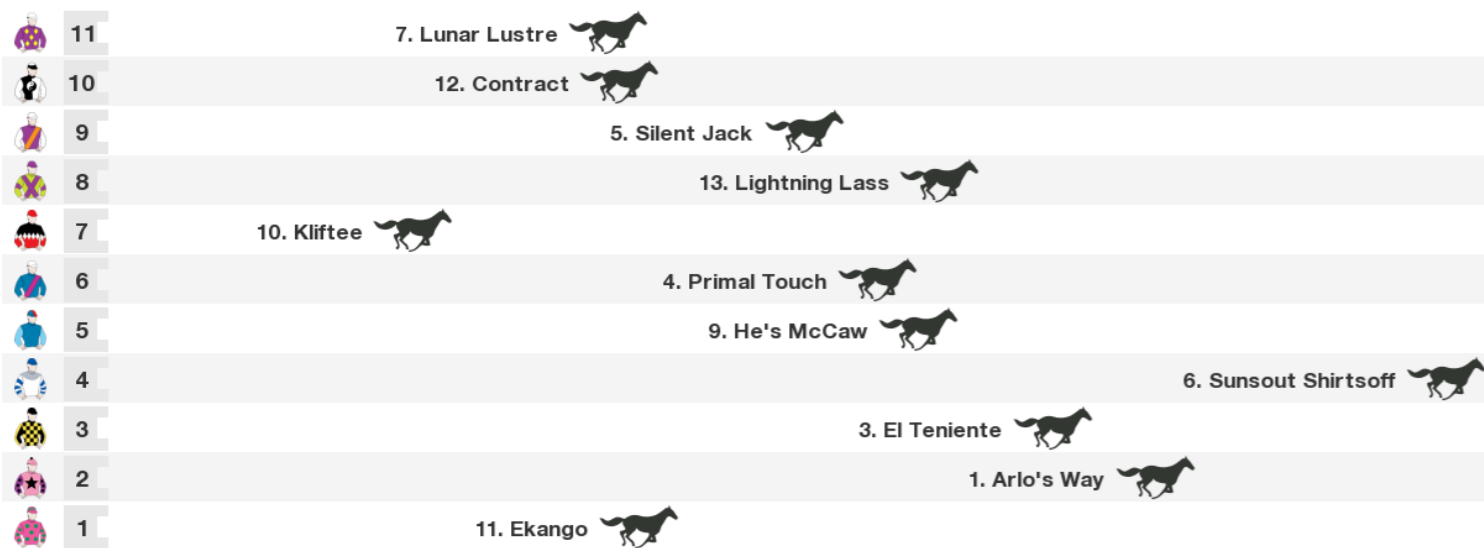 11 7. Lunar Lustre
10 12. Contract
9 5. Silent Jack
8 13. Lightning Lass
7 10. Kliftee
6 4. Primal Touch
5 9. He's McCaw
4 6. Sunsout Shirtsoff
3 3. El Teniente
2 1. Arlo's Way
1 11. Ekango